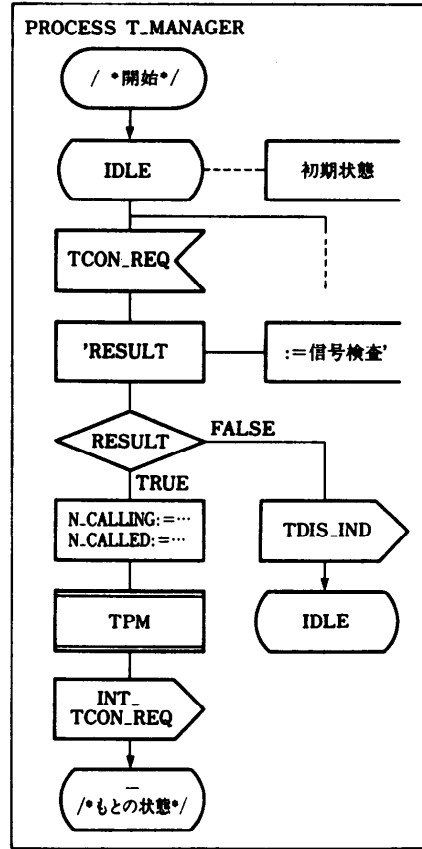 PROCESS T_MANAGER
/ *開始*/
IDLE
初期状態
TCON_REQ
'RESULT
:=信号検査'
RESULT
FALSE
TRUE
N_CALLING:=…
N_CALLED:=…
TDIS_IND
TPM
IDLE
INT_
TCON_REQ
–
/*もとの状態*/